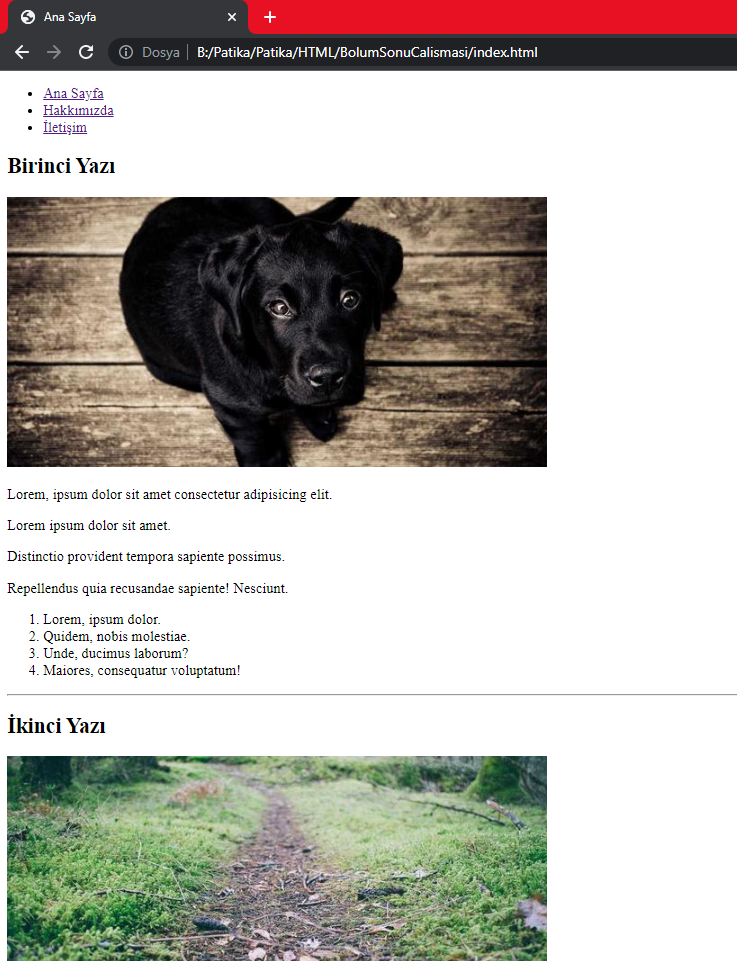 Ana Sayfa
Dosya B:/Patika/Patika/HTML/BolumSonuCalismasi/index.html
Ana Sayfa
Hakkımızda
İletişim
Birinci Yazı
Lorem, ipsum dolor sit amet consectetur adipisicing elit.
Lorem ipsum dolor sit amet.
Distinctio provident tempora sapiente possimus.
Repellendus quia recusandae sapiente! Nesciunt.
1. Lorem, ipsum dolor.
2. Quidem, nobis molestiae.
3. Unde, ducimus laborum?
4. Maiores, consequatur voluptatum!
İkinci Yazı